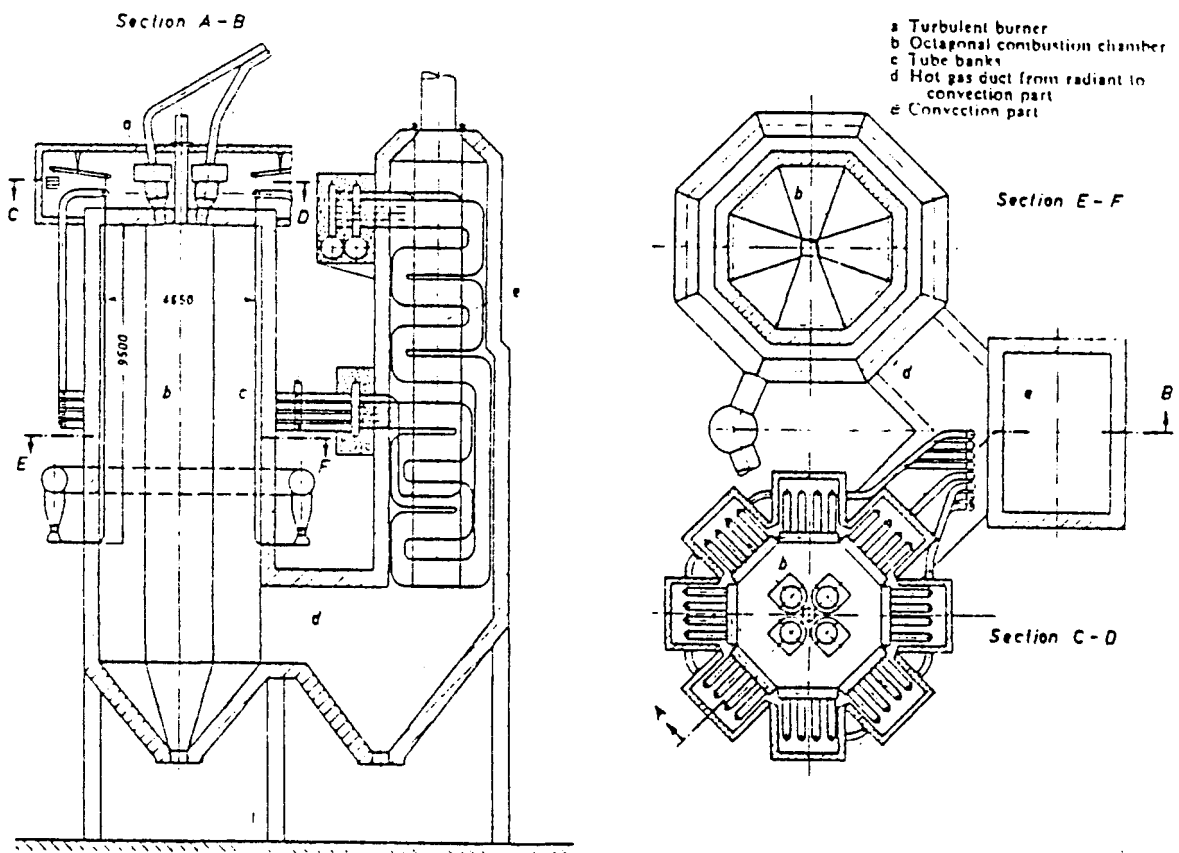 Section A-B
a Turbulent burner
b Octagonal combustion chamber
c Tube banks
d Hot gas duct from radiant to
convection part
e Convection part
a
C
D
4650
9500
b
c
e
E
F
d
b
Section E-F
d
e
B
b
Section C-D
A